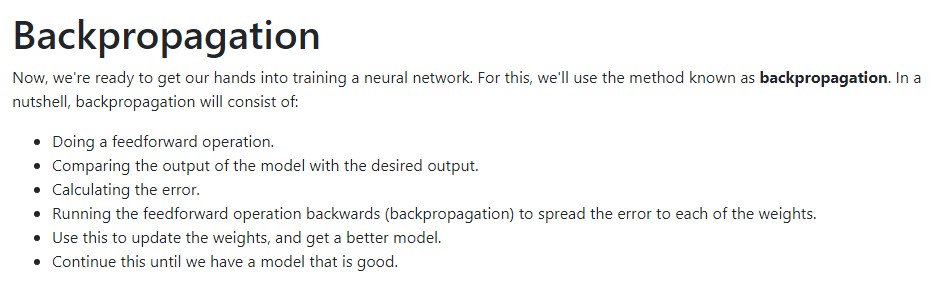 Backpropagation
Now, we're ready to get our hands into training a neural network. For this, we'll use the method known as backpropagation. In a
nutshell, backpropagation will consist of:
• Doing a feedforward operation.
• Comparing the output of the model with the desired output.
• Calculating the error.
• Running the feedforward operation backwards (backpropagation) to spread the error to each of the weights.
• Use this to update the weights, and get a better model.
• Continue this until we have a model that is good.